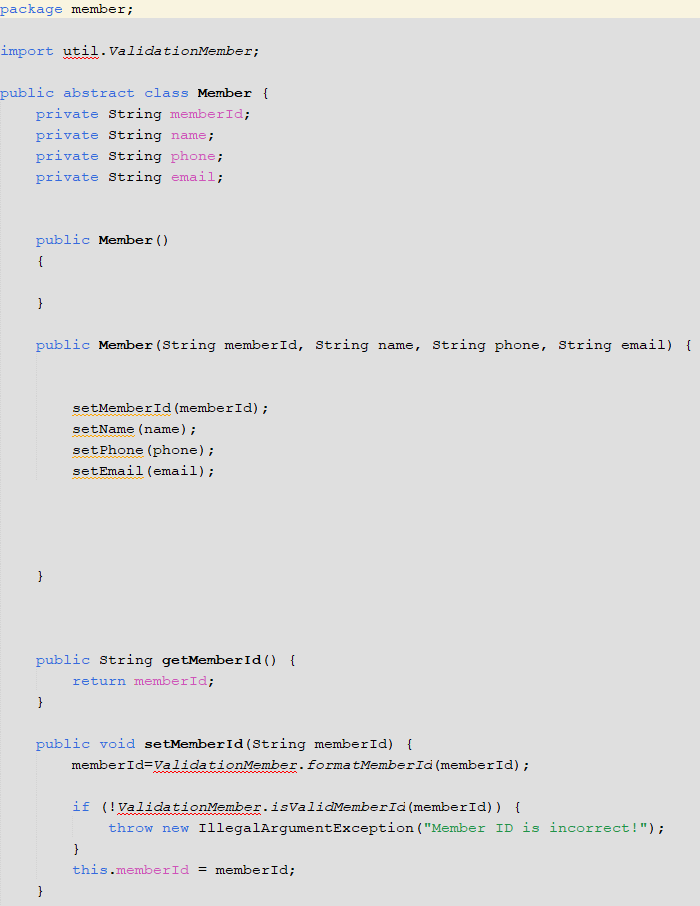 package member;
import util.ValidationMember;
public abstract class Member {
private String memberId;
private String name;
private String phone;
private String email;
public Member()
{
}
public Member(String memberId, String name, String phone, String email) {
setMemberId(memberId);
setName(name);
setPhone(phone);
setEmail(email);
}
public String getMemberId() {
return memberId;
}
public void setMemberId(String memberId) {
memberId=ValidationMember.formatMemberId(memberId);
if (!ValidationMember.isValidMemberId(memberId)) {
throw new IllegalArgumentException("Member ID is incorrect!");
}
this.memberId = memberId;
}